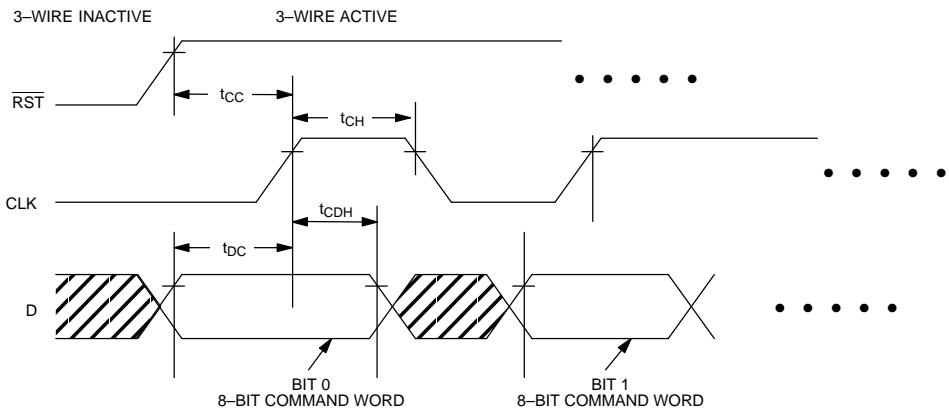 3–WIRE INACTIVE
3–WIRE ACTIVE
RST
tCC
tCH
CLK
tCDH
tDC
D
BIT 0
8–BIT COMMAND WORD
BIT 1
8–BIT COMMAND WORD